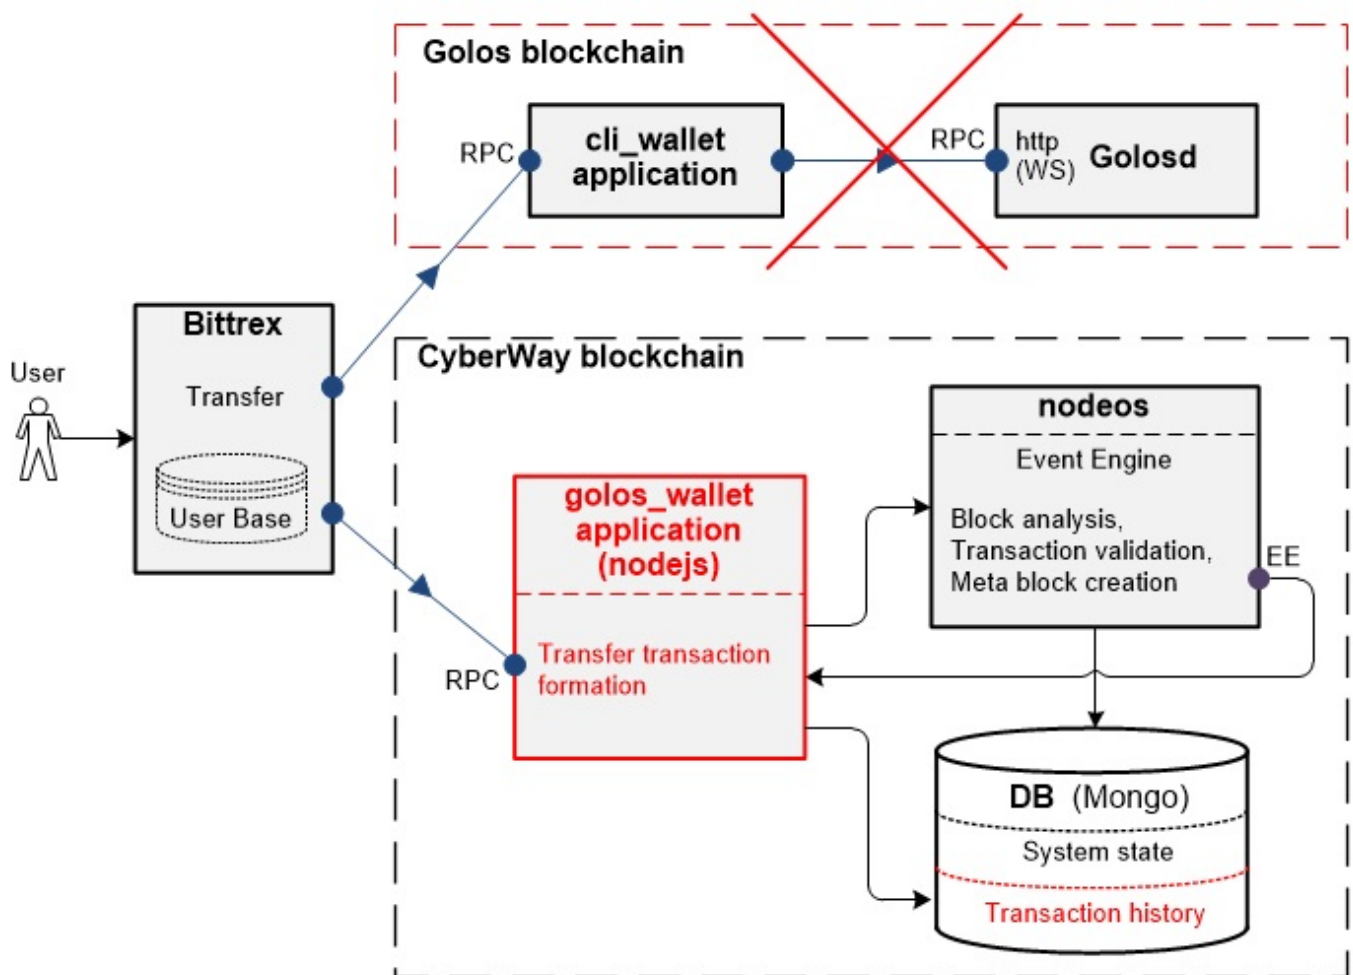 Golos blockchain
RPC
cli_wallet
application
RPC
http
(WS)
Golosd
User
Bittrex
Transfer
User Base
CyberWay blockchain
RPC
golos_wallet
application
(nodejs)
Transfer transaction
formation
nodeos
Event Engine
Block analysis,
Transaction validation,
Meta block creation
EE
DB (Mongo)
System state
Transaction history